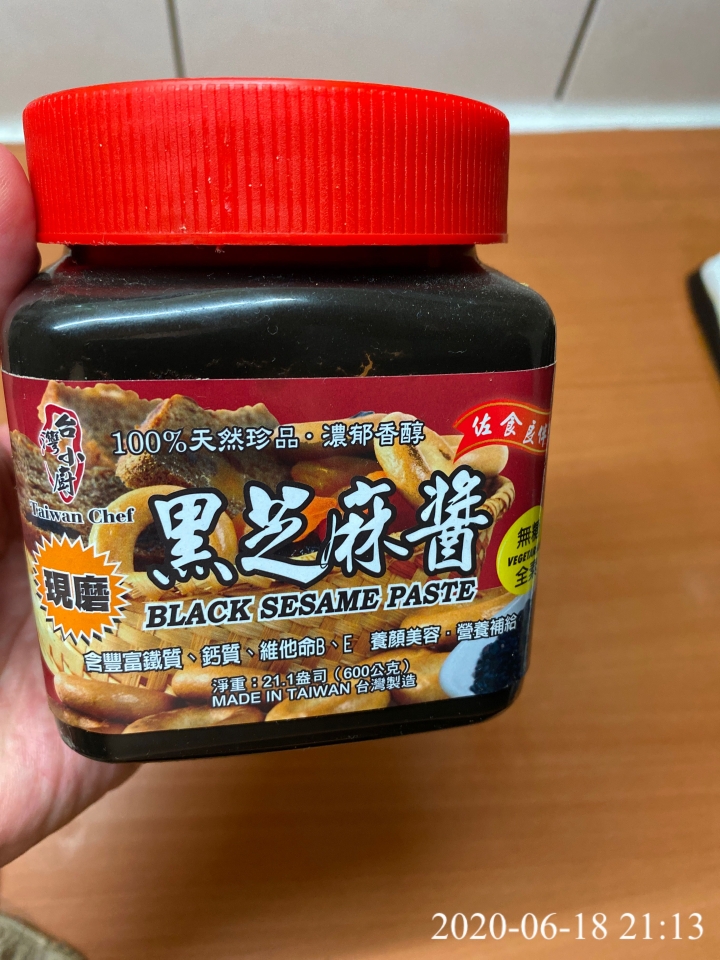 100%天然珍品·濃郁香醇
佐食良伴
台灣小廚
Taiwan Chef
黑芝麻醬
現磨
BLACK SESAME PASTE
無糖
全素
含豐富鐵質、鈣質、維他命B、E 養顏美容·營養補給
淨重：21.1盎司（600公克）
MADE IN TAIWAN 台灣製造
2020-06-18 21:13